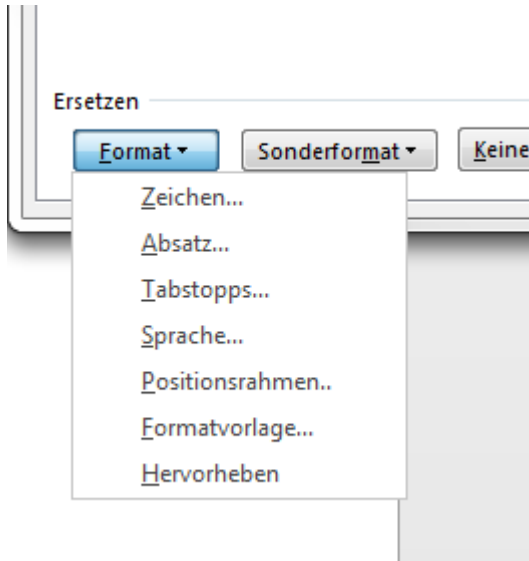 Ersetzen
Format Sonderformat Keine
Zeichen...
Absatz...
Tabstopps...
Sprache...
Positionsrahmen..
Formatvorlage...
Hervorheben